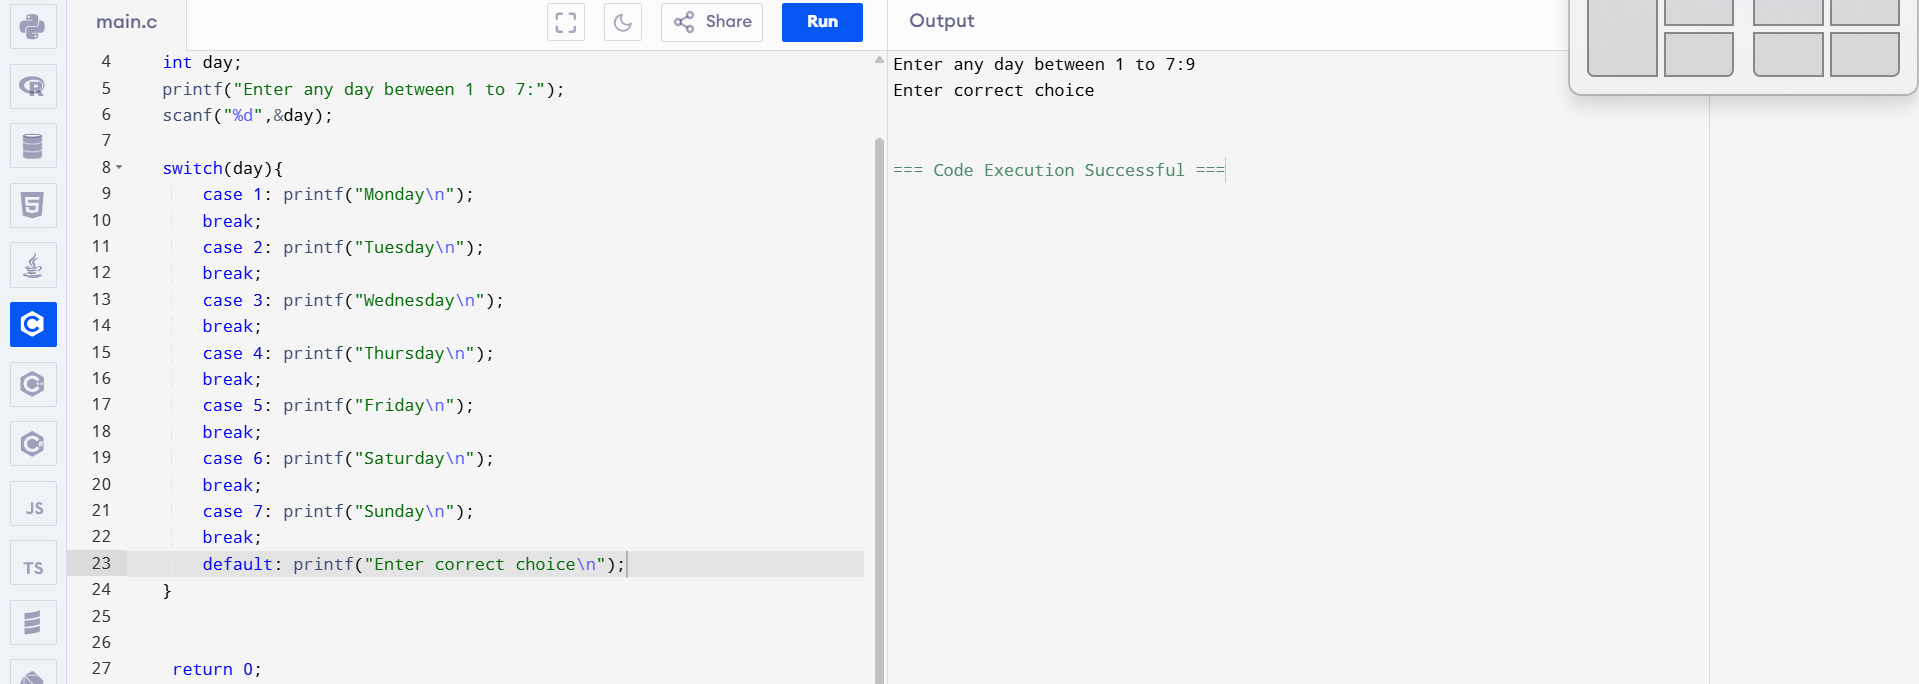 main.c
Share
Run
Output
4 int day;
5 printf("Enter any day between 1 to 7:");
6 scanf("%d",&day);
7
8 switch(day){
9 case 1: printf("Monday\n");
10 break;
11 case 2: printf("Tuesday\n");
12 break;
13 case 3: printf("Wednesday\n");
14 break;
15 case 4: printf("Thursday\n");
16 break;
17 case 5: printf("Friday\n");
18 break;
19 case 6: printf("Saturday\n");
20 break;
21 case 7: printf("Sunday\n");
22 break;
23 default: printf("Enter correct choice\n");
24 }
25
26
27 return 0;
Enter any day between 1 to 7:9
Enter correct choice
=== Code Execution Successful ===
R
5
C
C
C
JS
TS